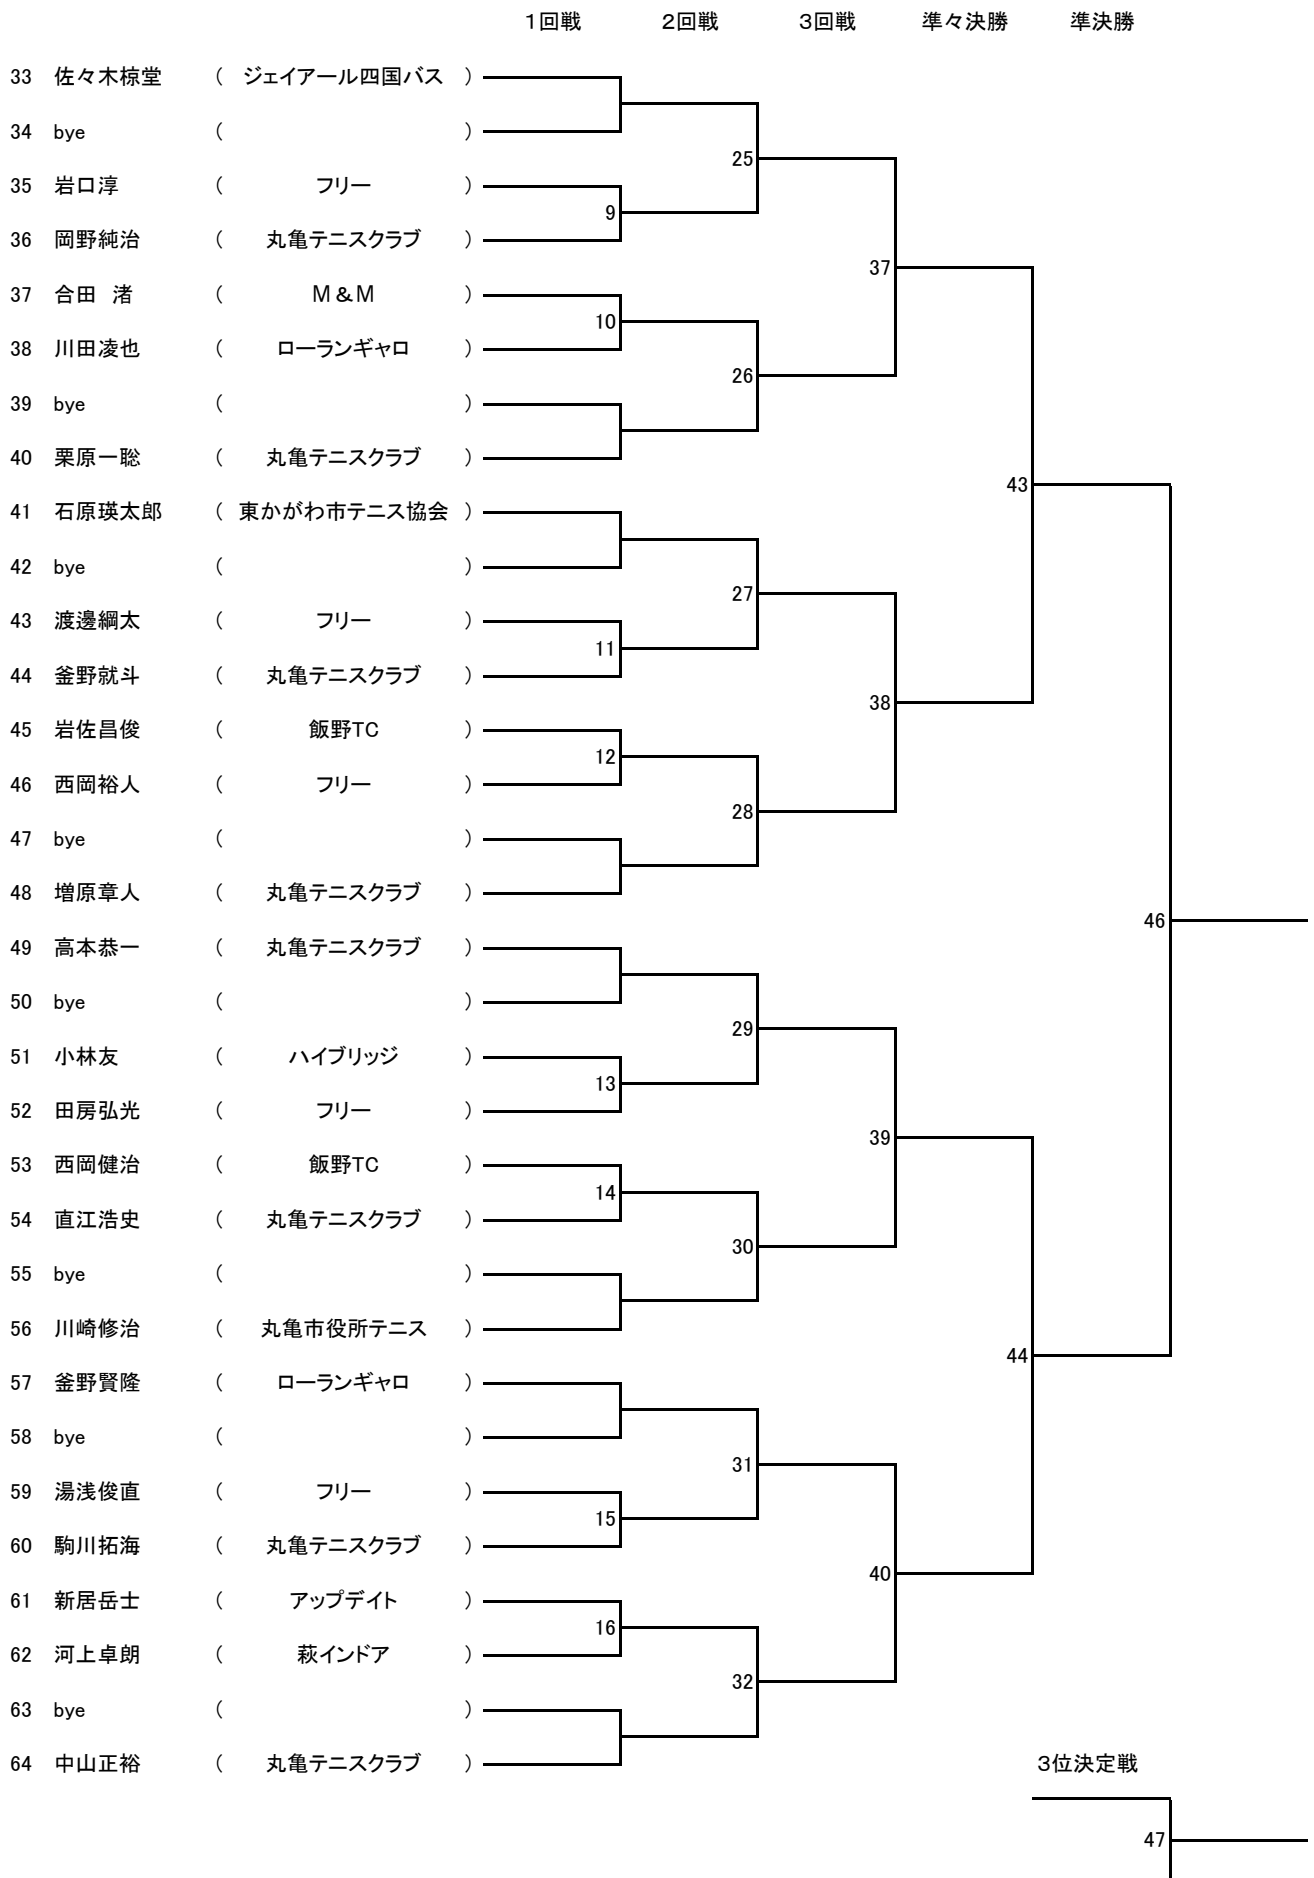 1回戦 2回戦 3回戦 準々決勝 準決勝
33 佐々木椋堂 ( ジェイアール四国バス )
34 bye ( )
25
35 岩口淳 ( フリー )
9
36 岡野純治 ( 丸亀テニスクラブ )
37
37 合田 渚 ( M&M )
10
38 川田凌也 ( ローランギャロ )
26
39 bye ( )
40 栗原一聡 ( 丸亀テニスクラブ )
43
41 石原瑛太郎 ( 東かがわ市テニス協会 )
42 bye ( )
27
43 渡邊綱太 ( フリー )
11
44 釜野就斗 ( 丸亀テニスクラブ )
38
45 岩佐昌俊 ( 飯野TC )
12
46 西岡裕人 ( フリー )
28
47 bye ( )
48 増原章人 ( 丸亀テニスクラブ )
46
49 高本恭一 ( 丸亀テニスクラブ )
50 bye ( )
29
51 小林友 ( ハイブリッジ )
13
52 田房弘光 ( フリー )
39
53 西岡健治 ( 飯野TC )
14
54 直江浩史 ( 丸亀テニスクラブ )
30
55 bye ( )
56 川崎修治 ( 丸亀市役所テニス )
44
57 釜野賢隆 ( ローランギャロ )
58 bye ( )
31
59 湯浅俊直 ( フリー )
15
60 駒川拓海 ( 丸亀テニスクラブ )
40
61 新居岳士 ( アップデイト )
16
62 河上卓朗 ( 萩インドア )
32
63 bye ( )
64 中山正裕 ( 丸亀テニスクラブ )
3位決定戦
47